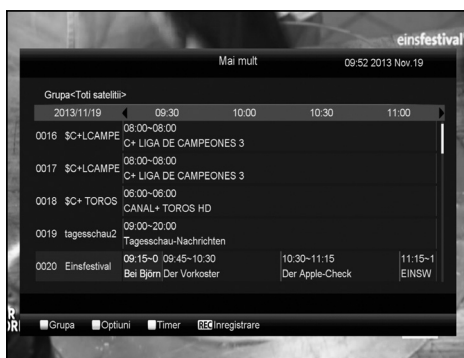 einsfestival
Mai mult
09:52 2013 Nov.19
Grupa<Toti satelitii>
2013/11/19 09:30 10:00 10:30 11:00
0016 $C+LCAMPE 08:00~08:00
C+ LIGA DE CAMPEONES 3
0017 $C+LCAMPE 08:00~08:00
C+ LIGA DE CAMPEONES 3
0018 $C+ TOROS 06:00~06:00
CANAL+ TOROS HD
0019 tagesschau2 09:00~20:00
Tagesschau-Nachrichten
0020 Einsfestival 09:15~0 09:45~10:30 10:30~11:15 11:15~1
Bei Björn Der Vorkoster Der Apple-Check EINSW
Grupa Optiuni Timer REC Inregistrare